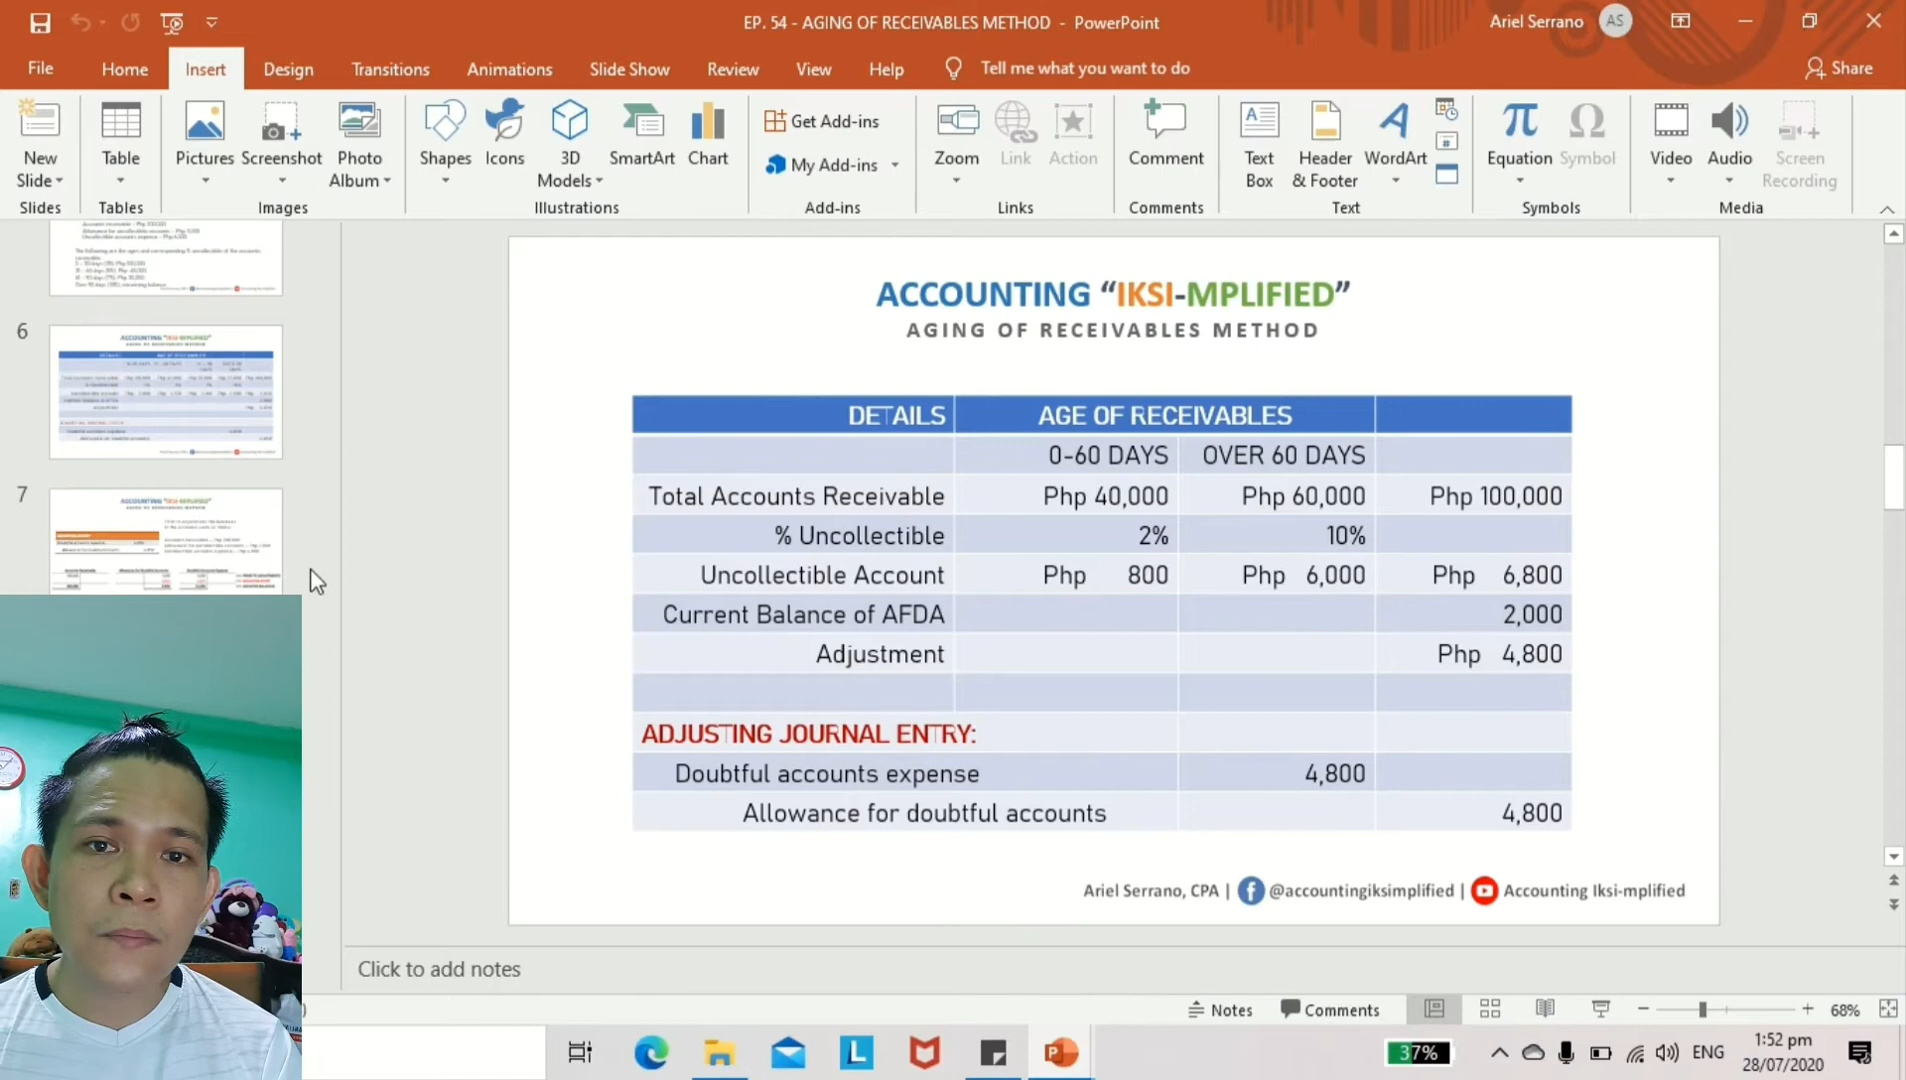 EP. 54 - AGING OF RECEIVABLES METHOD - PowerPoint
Ariel Serrano AS
File Home Insert Design Transitions Animations Slide Show Review View Help Tell me what you want to do Share
New Slide
Table
Pictures
Screenshot
Photo Album
Shapes
Icons
3D Models
SmartArt
Chart
Get Add-ins
My Add-ins
Zoom
Link
Action
Comment
Text Box
Header & Footer
WordArt
Equation
Symbol
Video
Audio
Screen Recording
Slides Tables Images Illustrations Add-ins Links Comments Text Symbols Media
6
ACCOUNTING “IKSI-MPLIFIED”
7
ACCOUNTING “IKSI-MPLIFIED”
ACCOUNTING “IKSI-MPLIFIED”
AGING OF RECEIVABLES METHOD
DETAILS AGE OF RECEIVABLES
0-60 DAYS OVER 60 DAYS
Total Accounts Receivable Php 40,000 Php 60,000 Php 100,000
% Uncollectible 2% 10%
Uncollectible Account Php 800 Php 6,000 Php 6,800
Current Balance of AFDA 2,000
Adjustment Php 4,800
ADJUSTING JOURNAL ENTRY:
Doubtful accounts expense 4,800
Allowance for doubtful accounts 4,800
Ariel Serrano, CPA | @accountingiksimplified | Accounting Iksi-mplified
Click to add notes
Notes Comments 68%
37% ENG 1:52 pm
28/07/2020